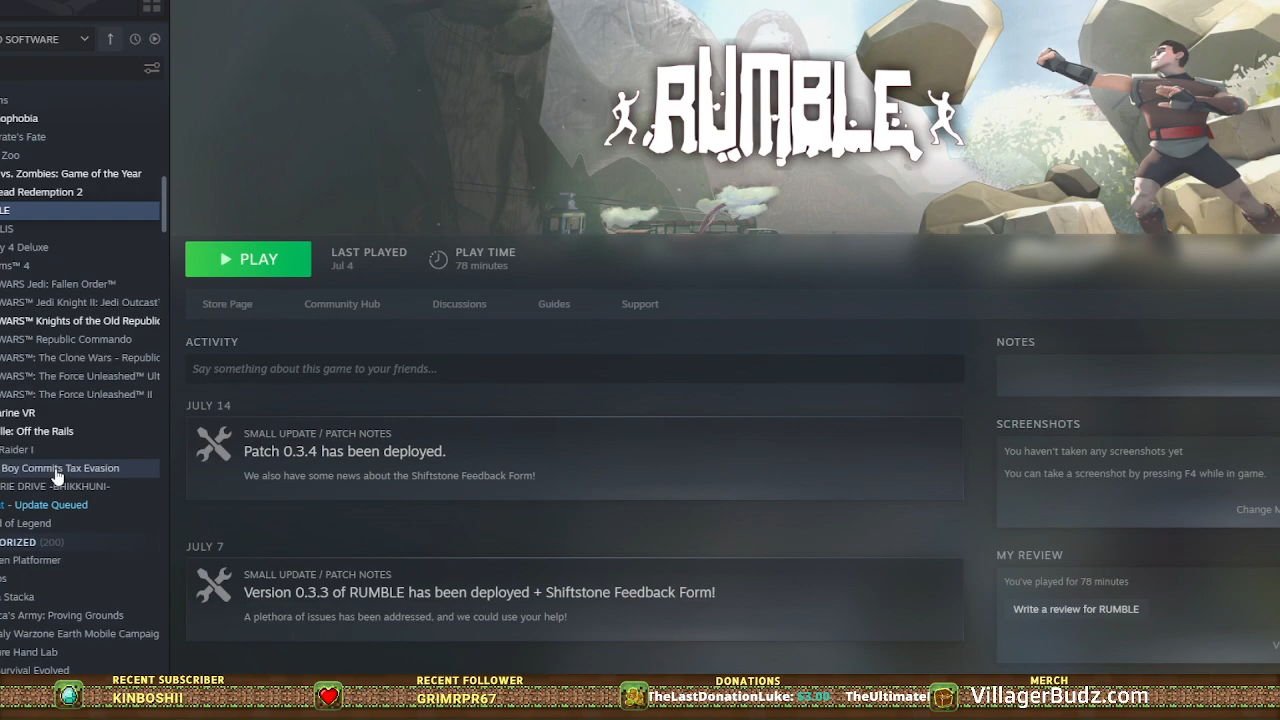 O SOFTWARE
ns
ophobia
rate's Fate
Zoo
vs. Zombies: Game of the Year
ead Redemption 2
LE
LIS
y 4 Deluxe
ms™ 4
WARS Jedi: Fallen Order™
WARS™ Jedi Knight II: Jedi Outcast™
WARS™ Knights of the Old Republic
WARS™ Republic Commando
WARS™: The Clone Wars - Republic
WARS™: The Force Unleashed™ Ult
WARS™: The Force Unleashed™ II
arine VR
lle: Off the Rails
Raider I
Boy Commits Tax Evasion
RIE DRIVE -BHIKKHUNI-
t - Update Queued
d of Legend
ORIZED (200)
en Platformer
os
a Stacka
ca's Army: Proving Grounds
aly Warzone Earth Mobile Campaig
ure Hand Lab
urvival Evolved
RUMBLE
PLAY
LAST PLAYED
Jul 4
PLAY TIME
78 minutes
Store Page
Community Hub
Discussions
Guides
Support
ACTIVITY
Say something about this game to your friends...
JULY 14
SMALL UPDATE / PATCH NOTES
Patch 0.3.4 has been deployed.
We also have some news about the Shiftstone Feedback Form!
JULY 7
SMALL UPDATE / PATCH NOTES
Version 0.3.3 of RUMBLE has been deployed + Shiftstone Feedback Form!
A plethora of issues has been addressed, and we could use your help!
NOTES
SCREENSHOTS
You haven't taken any screenshots yet
You can take a screenshot by pressing F4 while in game.
Change M
MY REVIEW
You've played for 78 minutes
Write a review for RUMBLE
RECENT SUBSCRIBER
KINBOSHII
RECENT FOLLOWER
GRIMRPR67
DONATIONS
TheLastDonationLuke: $3.00 TheUltimate
MERCH
VillagerBudz.com